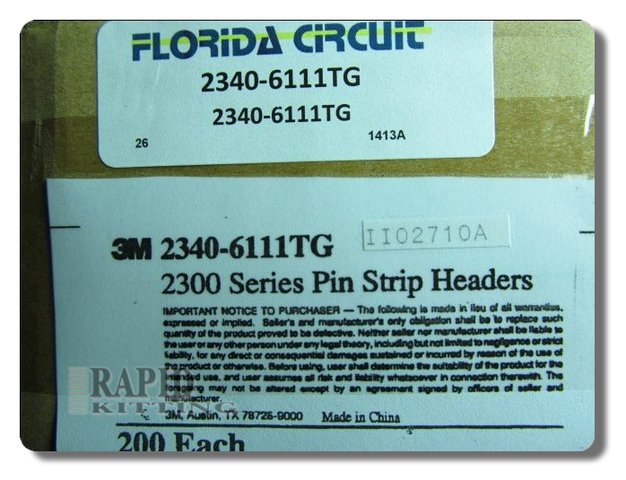 FLORIDA CIRCUIT
2340-6111TG
2340-6111TG
26 1413A
3M 2340-6111TG II02710A
2300 Series Pin Strip Headers
IMPORTANT NOTICE TO PURCHASER — The following is made in lieu of all warranties,
expressed or implied. Seller's and manufacturer's only obligation shall be to replace such
quantity of the product proved to be defective. Neither seller nor manufacturer shall be liable to
the user or any other person under any legal theory, including but not limited to negligence or strict
liability, for any direct or consequential damages sustained or incurred by reason of the use of
the product or otherwise. Before using, user shall determine the suitability of the product for the
intended use, and user assumes all risk and liability whatsoever in connection therewith. The
foregoing may not be altered except by an agreement signed by officers of seller and
manufacturer.
RAPID
KITTING
3M, Austin, TX 78726-9000 Made in China
200 Each